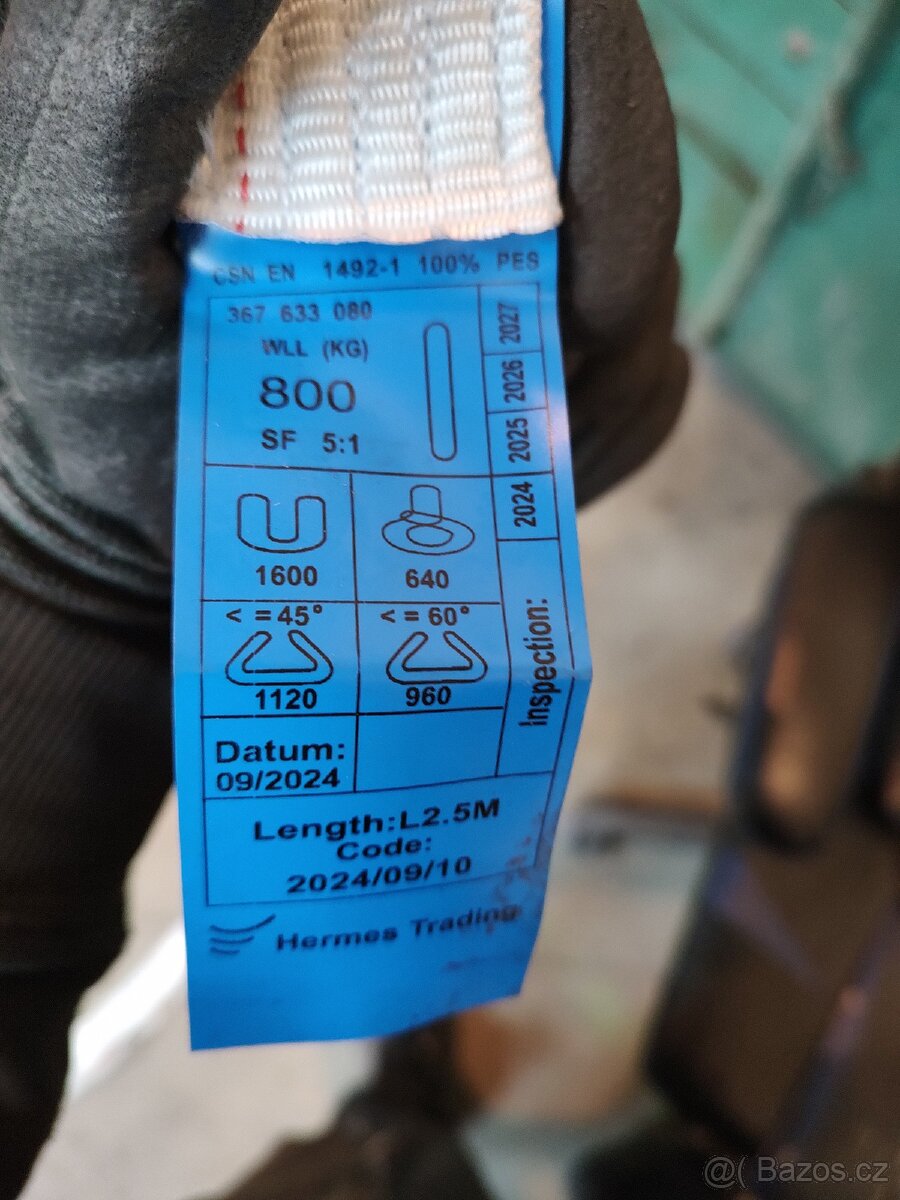 CSN EN 1492-1 100% PES
367 633 080
WLL (KG)
800
SF 5:1
2027
2026
2025
2024
Inspection:
1600
640
< =45°
< =60°
1120
960
Datum:
09/2024
Length:L2.5M
Code:
2024/09/10
Hermes Trading
@( Bazos.cz